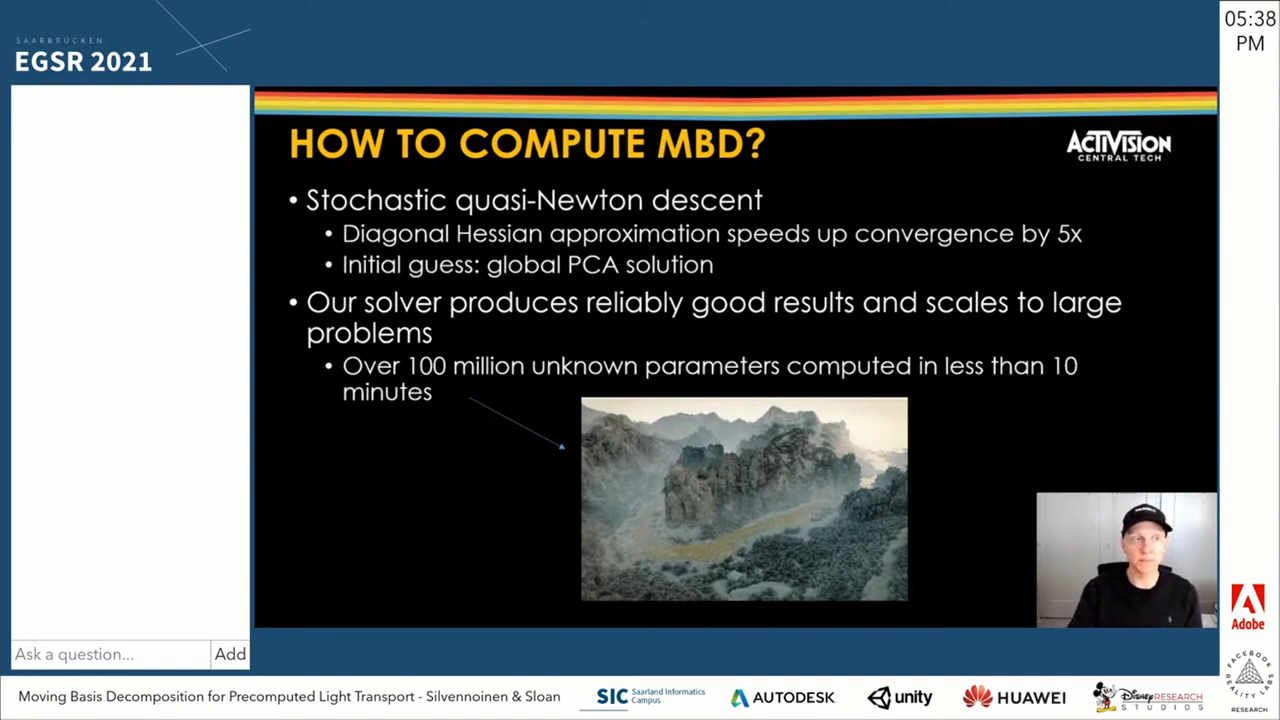 SAARBRÜCKEN
EGSR 2021
05:38
PM
HOW TO COMPUTE MBD?
ACTIVISION
CENTRAL TECH
• Stochastic quasi-Newton descent
• Diagonal Hessian approximation speeds up convergence by 5x
• Initial guess: global PCA solution
• Our solver produces reliably good results and scales to large
problems
• Over 100 million unknown parameters computed in less than 10
minutes
Ask a question...
Add
Adobe
FACEBOOK
REALITY LABS
RESEARCH
Moving Basis Decomposition for Precomputed Light Transport - Silvennoinen & Sloan
SIC
Saarland Informatics
Campus
AUTODESK
unity
HUAWEI
Disney RESEARCH
STUDIOS